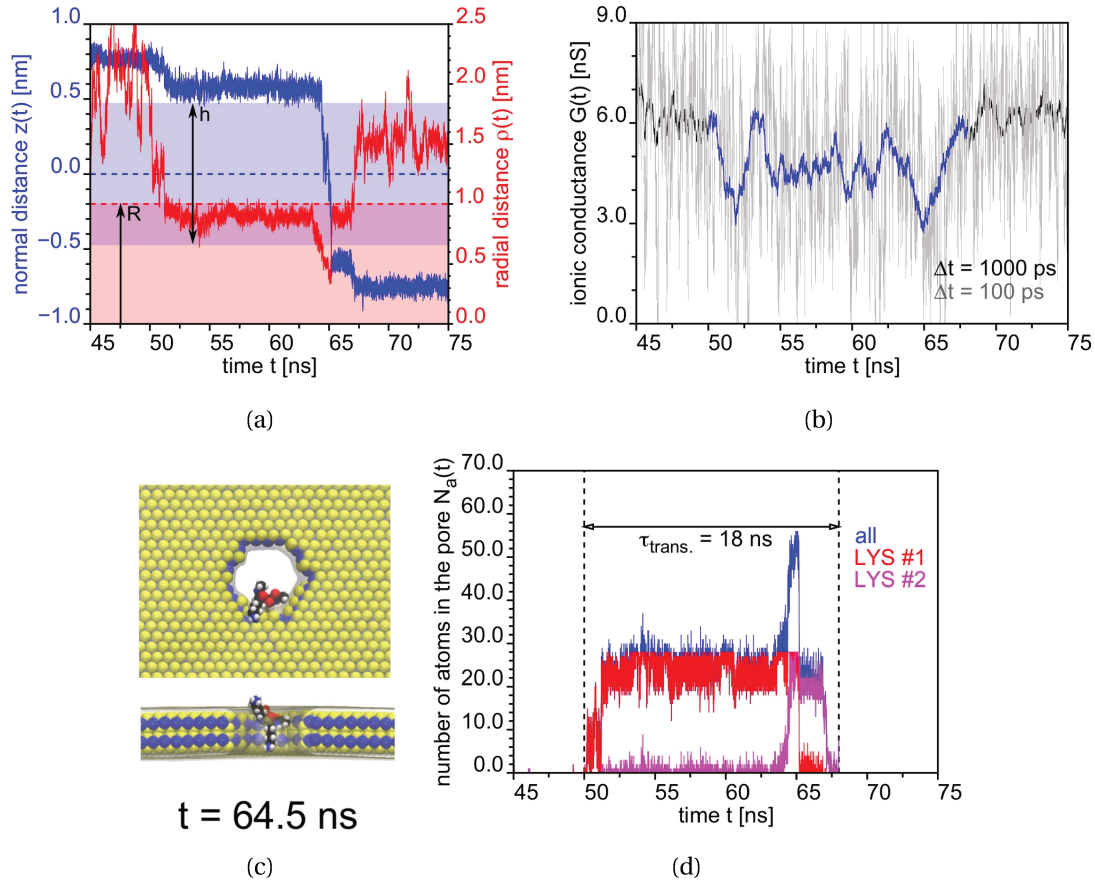 1.0
0.5
0.0
−0.5
−1.0
normal distance z(t) [nm]
2.5
2.0
1.5
1.0
0.5
0.0
radial distance ρ(t) [nm]
h
R
45 50 55 60 65 70 75
time t [ns]
(a)
9.0
6.0
3.0
0.0
ionic conductance G(t) [nS]
Δt = 1000 ps
Δt = 100 ps
45 50 55 60 65 70 75
time t [ns]
(b)
t = 64.5 ns
(c)
70.0
60.0
50.0
40.0
30.0
20.0
10.0
0.0
number of atoms in the pore Na(t)
τtrans. = 18 ns
all
LYS #1
LYS #2
45 50 55 60 65 70 75
time t [ns]
(d)